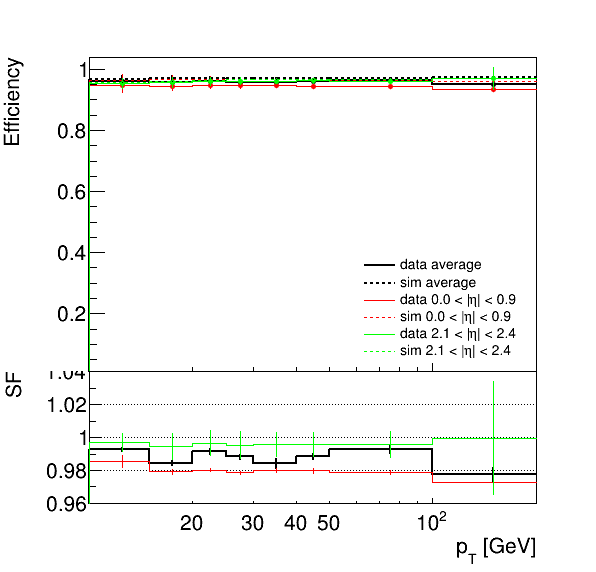 Efficiency
1
0.8
0.6
0.4
0.2
data average
sim average
data 0.0 < |η| < 0.9
sim 0.0 < |η| < 0.9
data 2.1 < |η| < 2.4
sim 2.1 < |η| < 2.4
SF
1.04
1.02
1
0.98
0.96
20 30 40 50 10²
p_T [GeV]